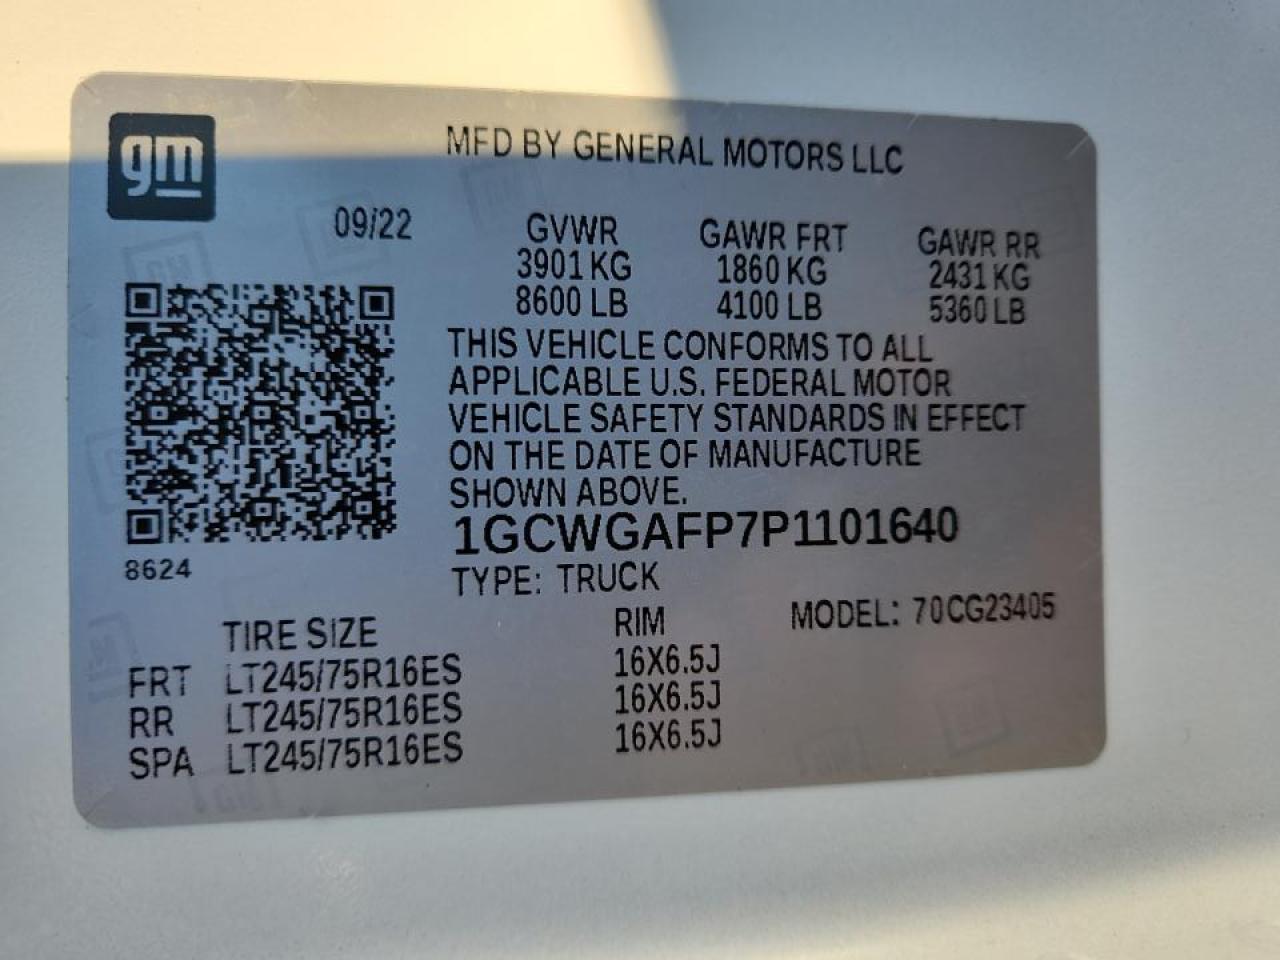 gm
MFD BY GENERAL MOTORS LLC
09/22
GVWR GAWR FRT GAWR RR
3901 KG 1860 KG 2431 KG
8600 LB 4100 LB 5360 LB
THIS VEHICLE CONFORMS TO ALL
APPLICABLE U.S. FEDERAL MOTOR
VEHICLE SAFETY STANDARDS IN EFFECT
ON THE DATE OF MANUFACTURE
SHOWN ABOVE.
1GCWGAFP7P1101640
8624
TYPE: TRUCK
MODEL: 70CG23405
TIRE SIZE RIM
FRT LT245/75R16ES 16X6.5J
RR LT245/75R16ES 16X6.5J
SPA LT245/75R16ES 16X6.5J